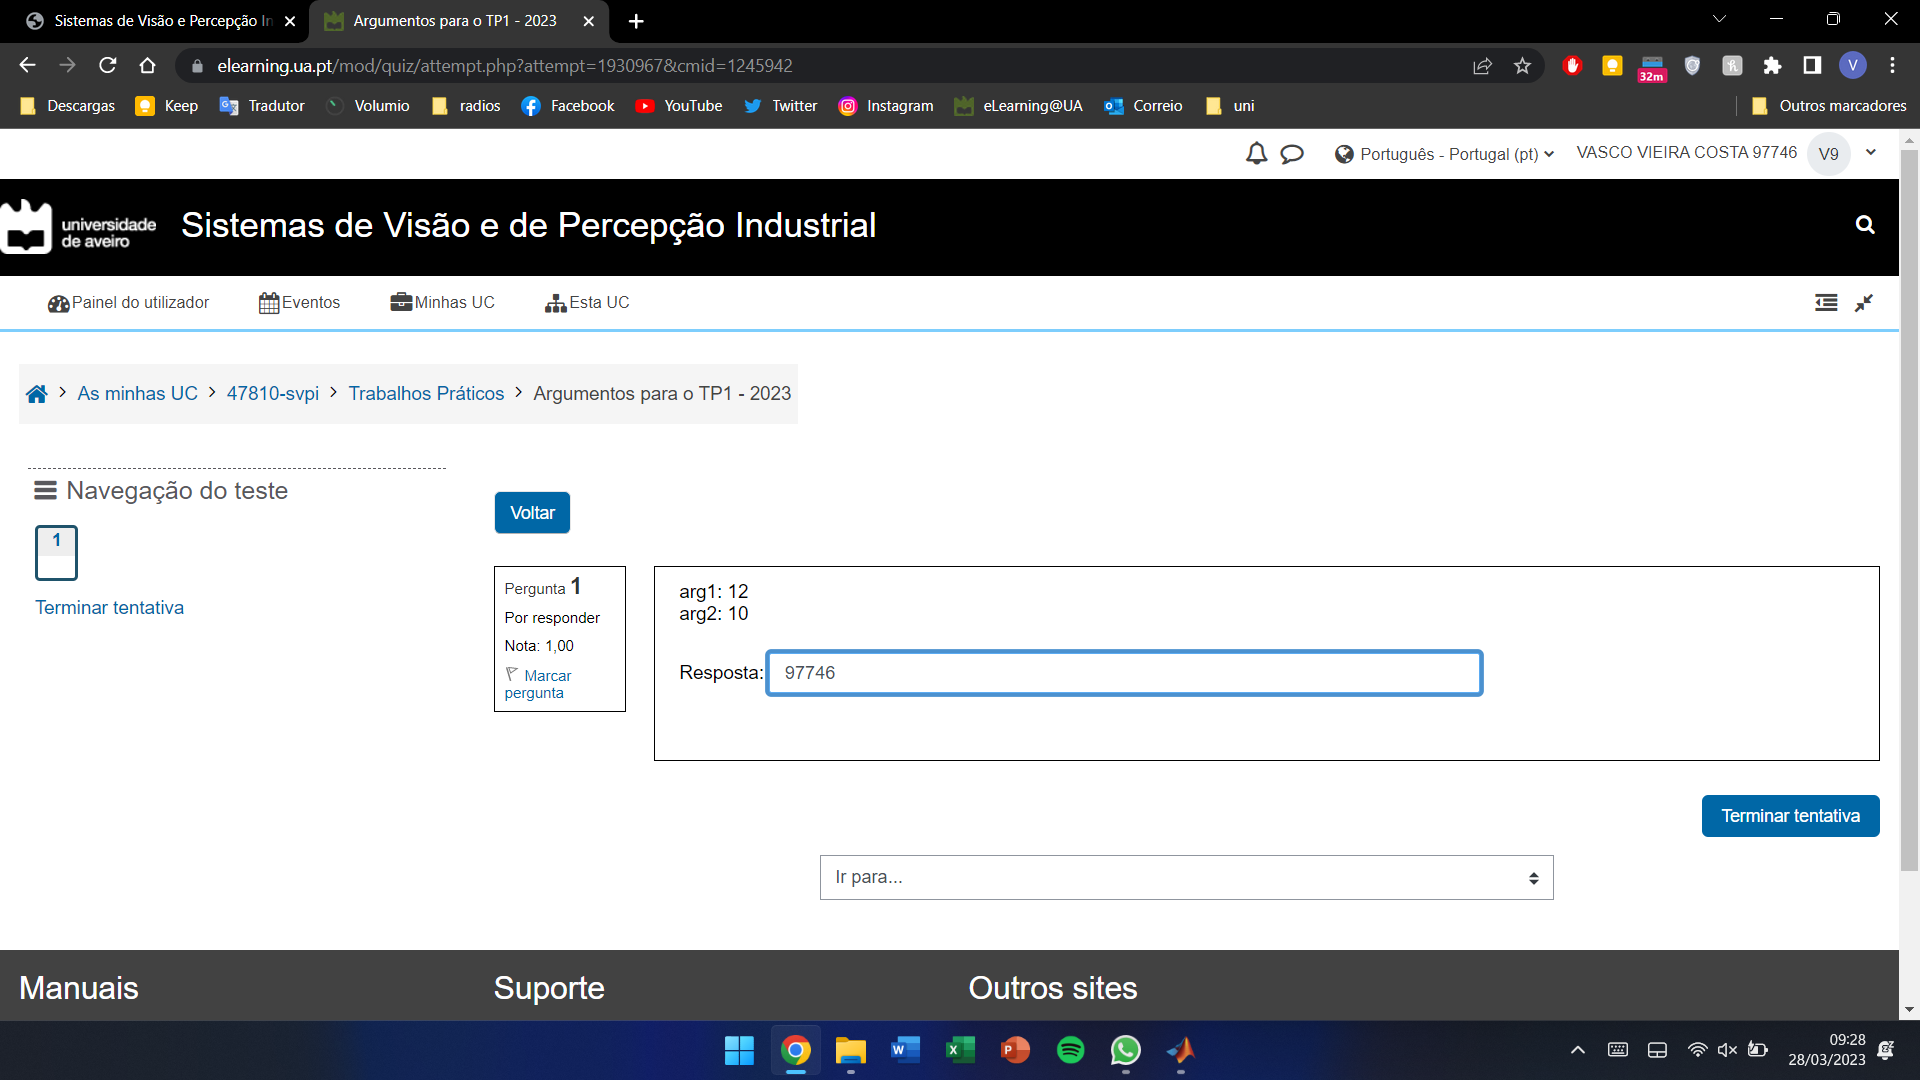 Sistemas de Visão e Percepção In
Argumentos para o TP1 - 2023
elearning.ua.pt/mod/quiz/attempt.php?attempt=1930967&cmid=1245942
32m
V
Descargas
Keep
Tradutor
Volumio
radios
Facebook
YouTube
Twitter
Instagram
eLearning@UA
Correio
uni
Outros marcadores
Português - Portugal (pt)
VASCO VIEIRA COSTA 97746
V9
universidade
de aveiro
Sistemas de Visão e de Percepção Industrial
Painel do utilizador
Eventos
Minhas UC
Esta UC
As minhas UC
47810-svpi
Trabalhos Práticos
Argumentos para o TP1 - 2023
Navegação do teste
1
Terminar tentativa
Voltar
Pergunta 1
Por responder
Nota: 1,00
Marcar
pergunta
arg1: 12
arg2: 10
Resposta: 97746
Terminar tentativa
Ir para...
Manuais
Suporte
Outros sites
09:28
28/03/2023